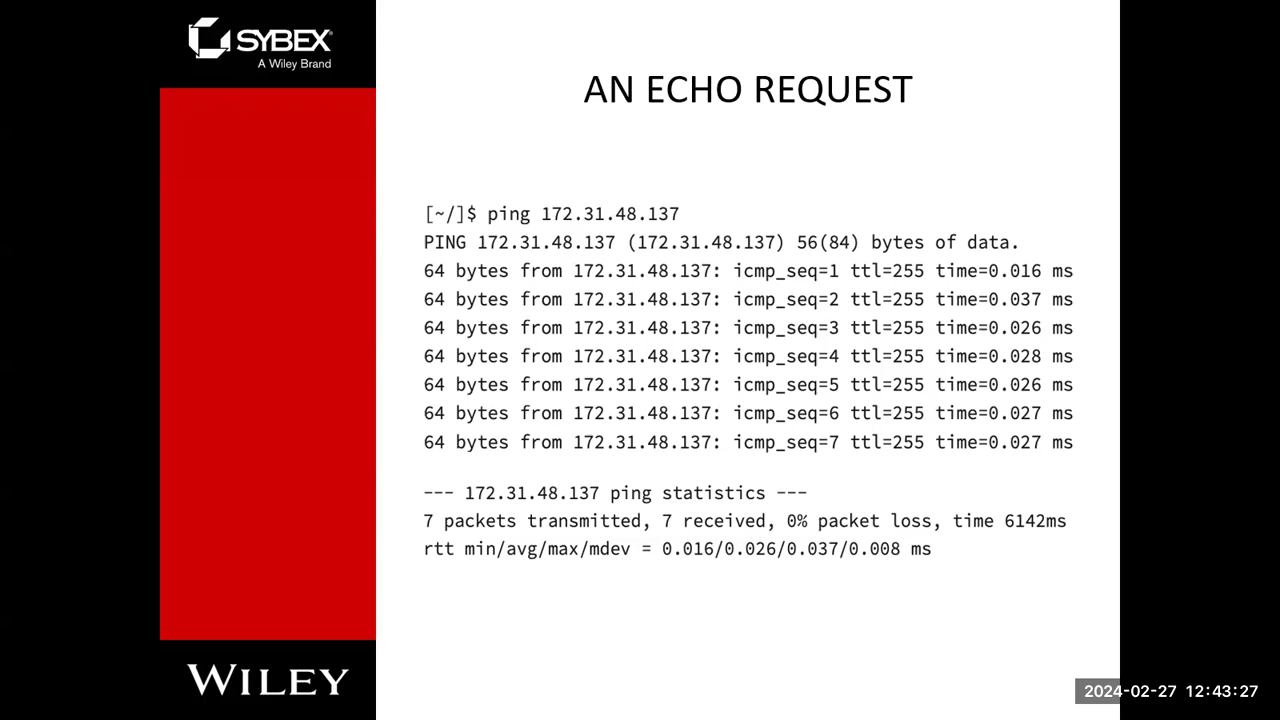 SYBEX
A Wiley Brand
AN ECHO REQUEST
[~/]$ ping 172.31.48.137
PING 172.31.48.137 (172.31.48.137) 56(84) bytes of data.
64 bytes from 172.31.48.137: icmp_seq=1 ttl=255 time=0.016 ms
64 bytes from 172.31.48.137: icmp_seq=2 ttl=255 time=0.037 ms
64 bytes from 172.31.48.137: icmp_seq=3 ttl=255 time=0.026 ms
64 bytes from 172.31.48.137: icmp_seq=4 ttl=255 time=0.028 ms
64 bytes from 172.31.48.137: icmp_seq=5 ttl=255 time=0.026 ms
64 bytes from 172.31.48.137: icmp_seq=6 ttl=255 time=0.027 ms
64 bytes from 172.31.48.137: icmp_seq=7 ttl=255 time=0.027 ms
--- 172.31.48.137 ping statistics ---
7 packets transmitted, 7 received, 0% packet loss, time 6142ms
rtt min/avg/max/mdev = 0.016/0.026/0.037/0.008 ms
WILEY
2024-02-27 12:43:27